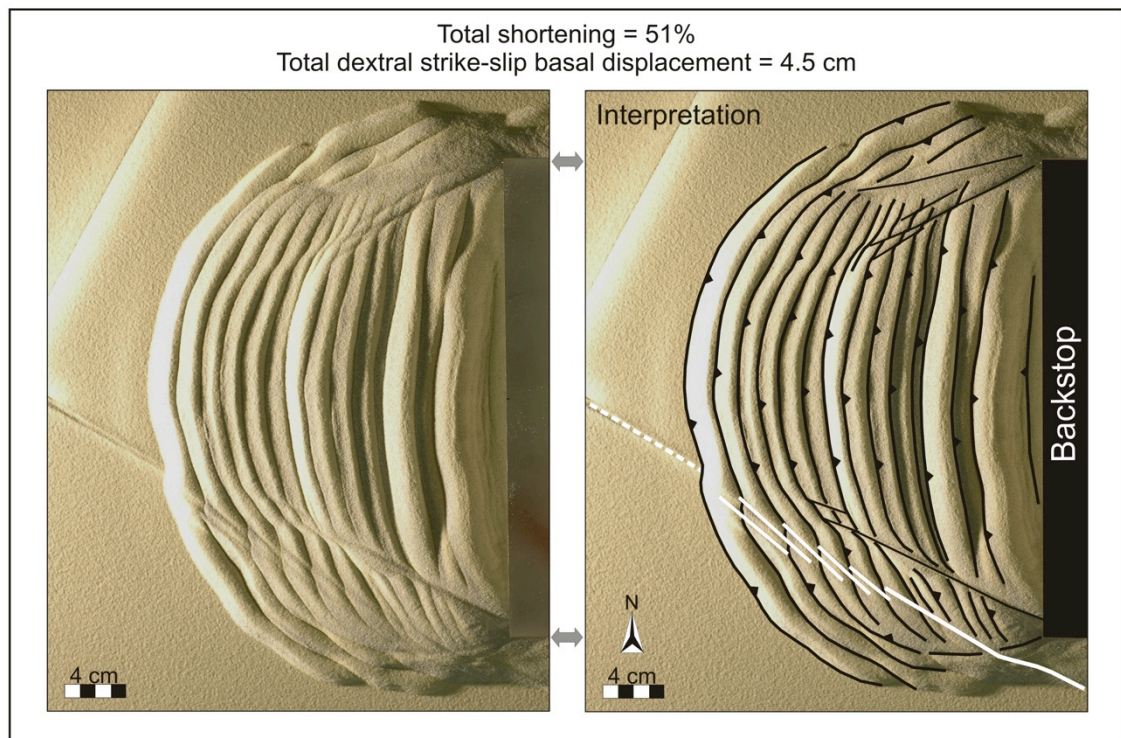 Total shortening = 51%
Total dextral strike-slip basal displacement = 4.5 cm
Interpretation
Backstop
N
4 cm
4 cm